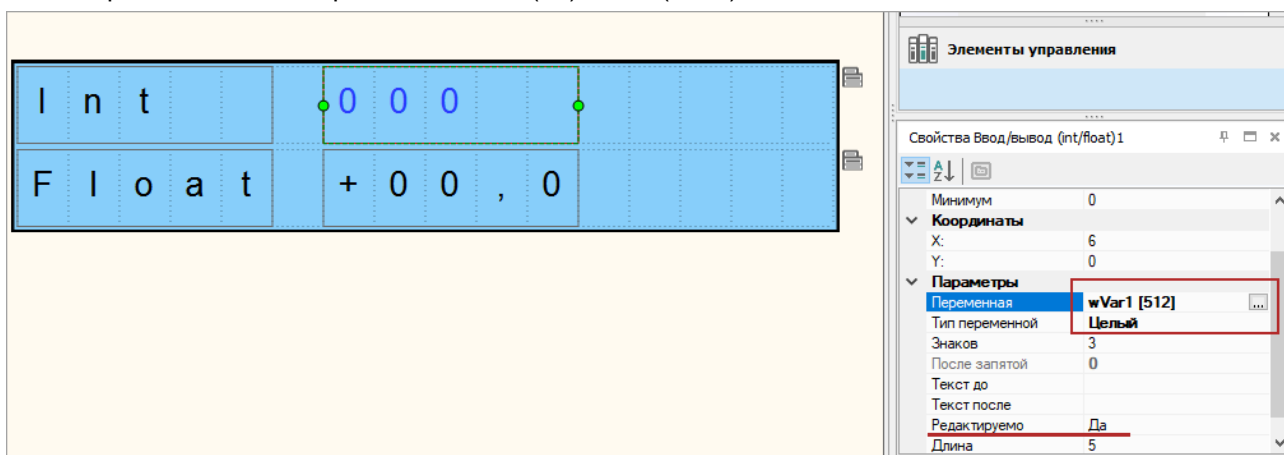 Элементы управления
Int 000
Float +00,0
Свойства Ввод/вывод (int/float)1
Минимум 0
Координаты
X: 6
Y: 0
Параметры
Переменная wVar1 [512] ...
Тип переменной Целый
Знаков 3
После запятой 0
Текст до
Текст после
Редактируемо Да
Длина 5